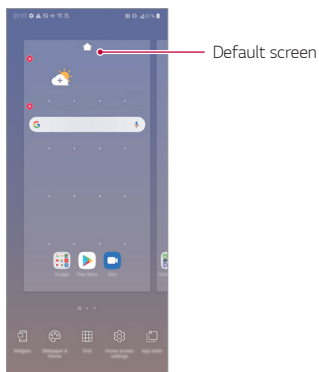 Default screen
G
Google
Play Store
Duo
Widgets
Wallpaper &
theme
Grid
Home screen
settings
App trash